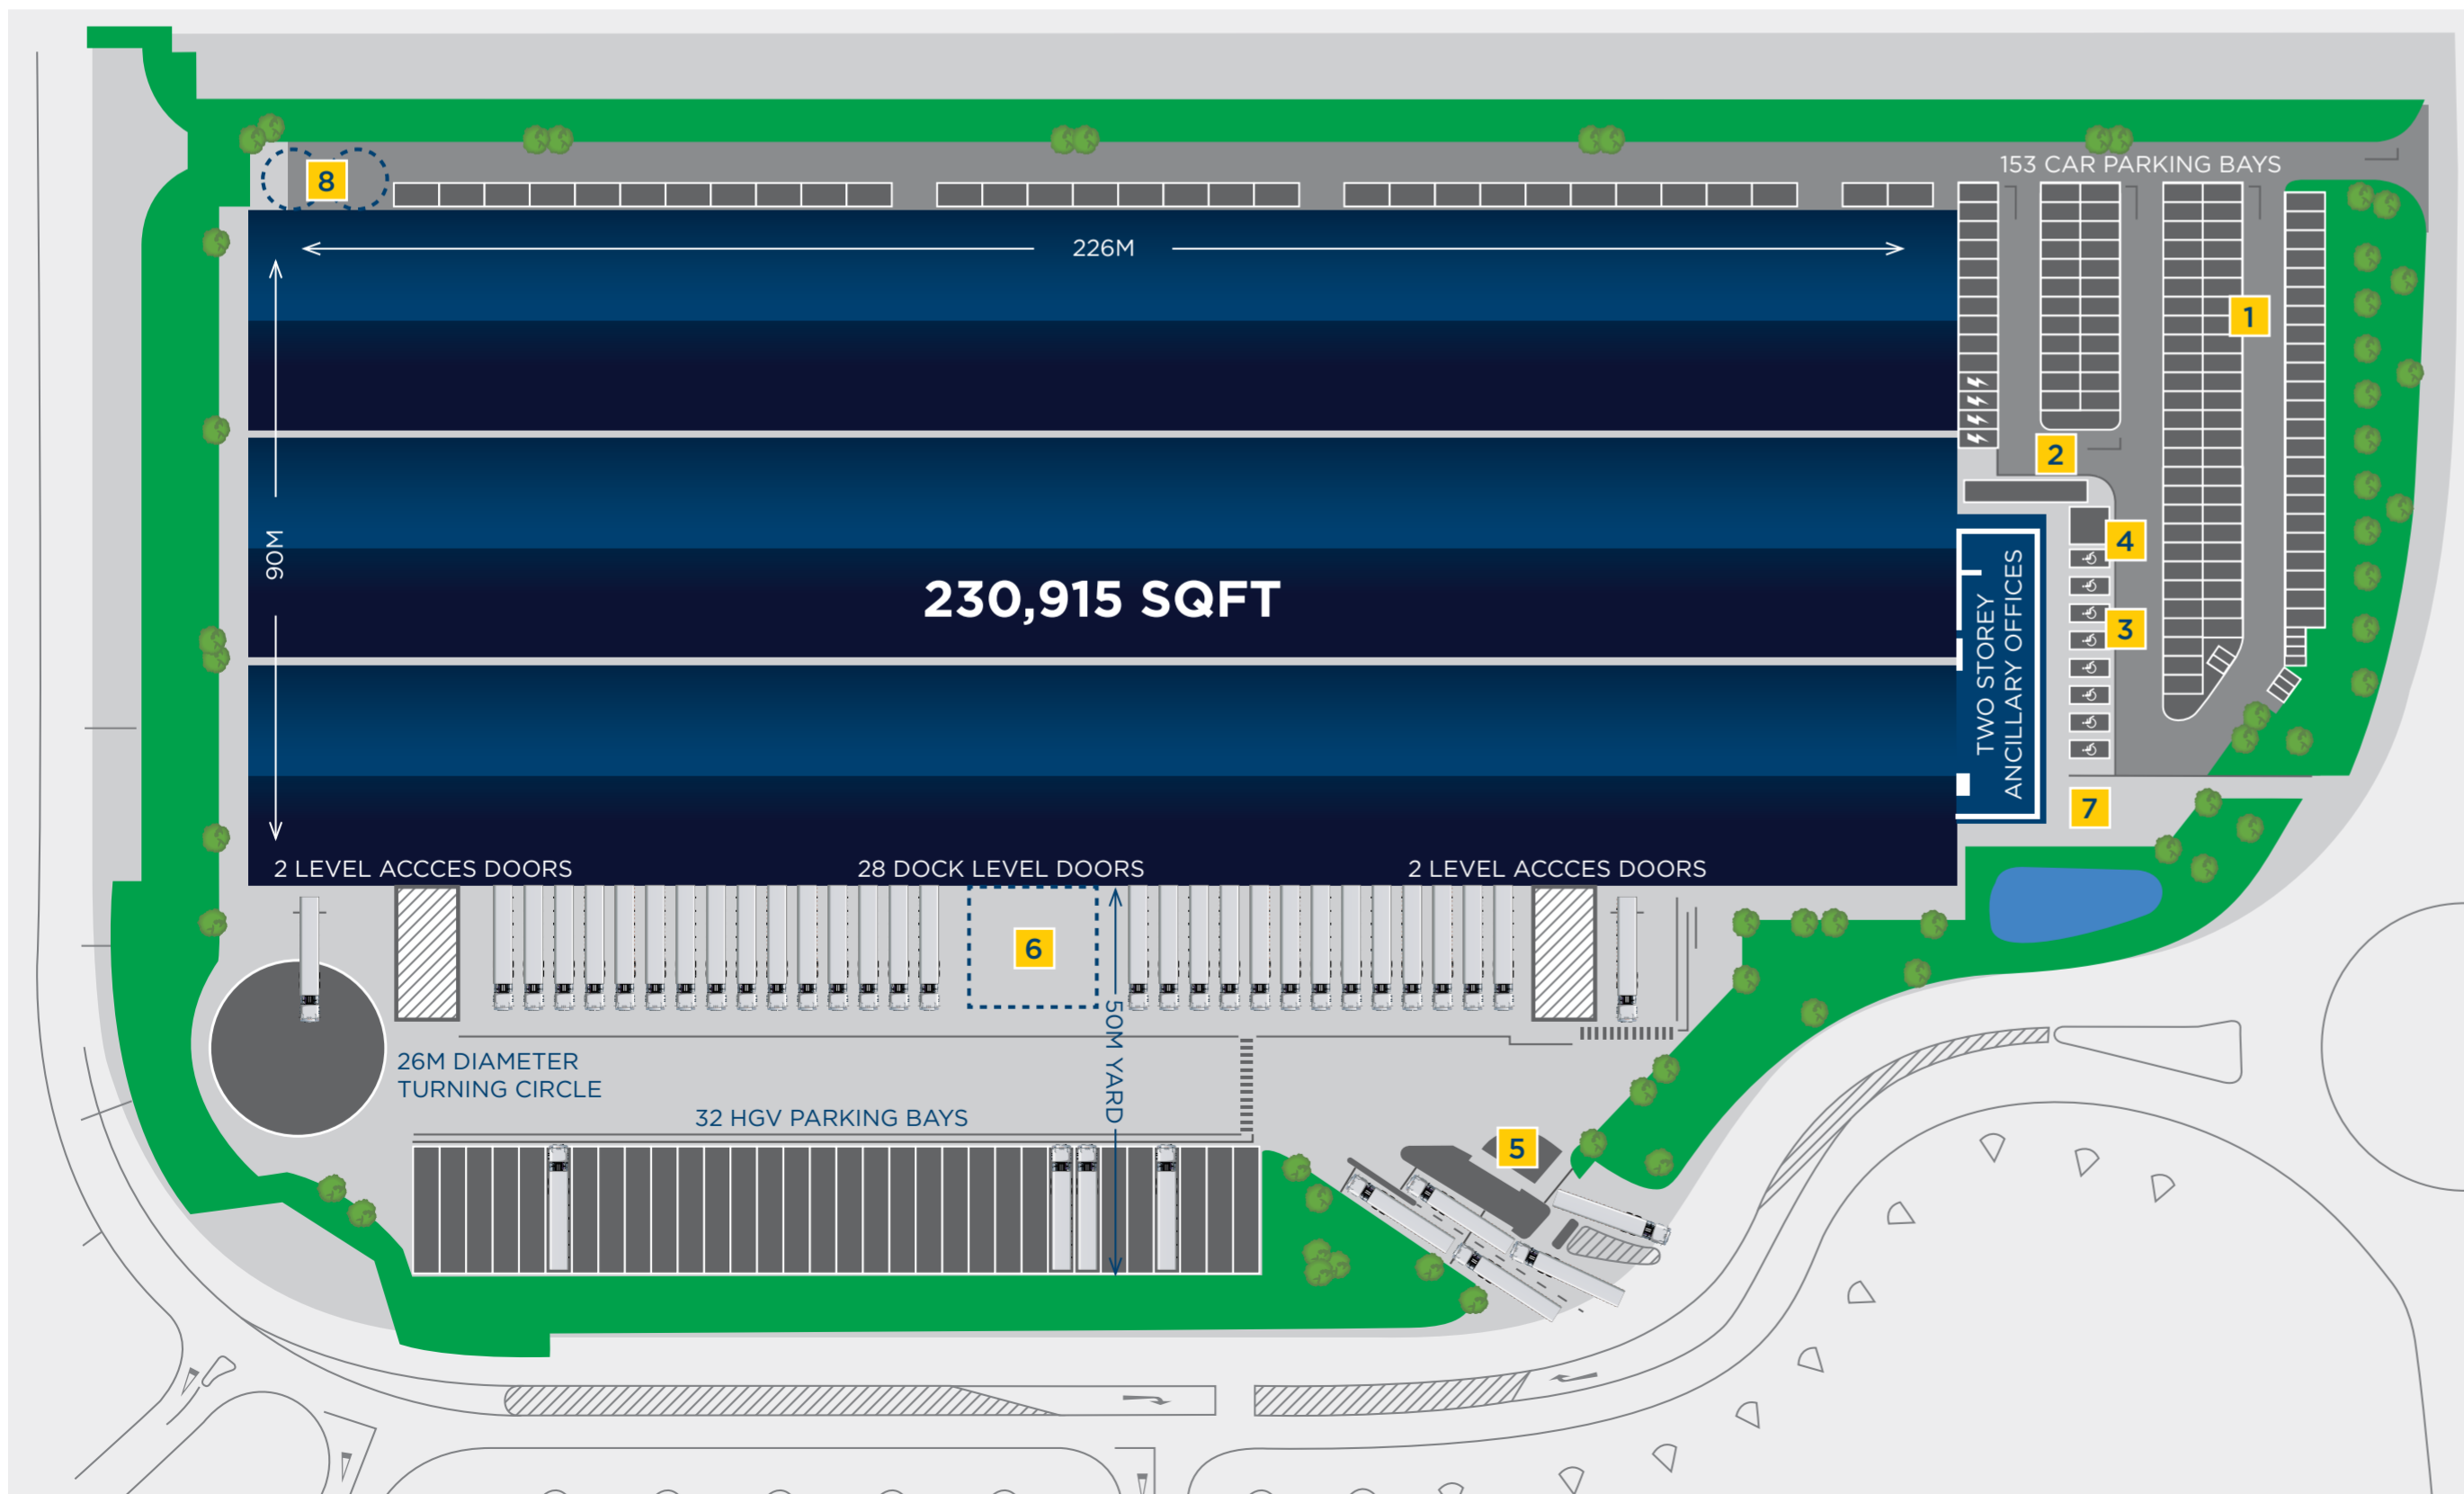 153 CAR PARKING BAYS
8
226M
1
2
90M
4
230,915 SQFT
3
TWO STOREY
ANCILLARY OFFICES
7
2 LEVEL ACCCES DOORS
28 DOCK LEVEL DOORS
2 LEVEL ACCCES DOORS
6
50M YARD
26M DIAMETER
TURNING CIRCLE
32 HGV PARKING BAYS
5